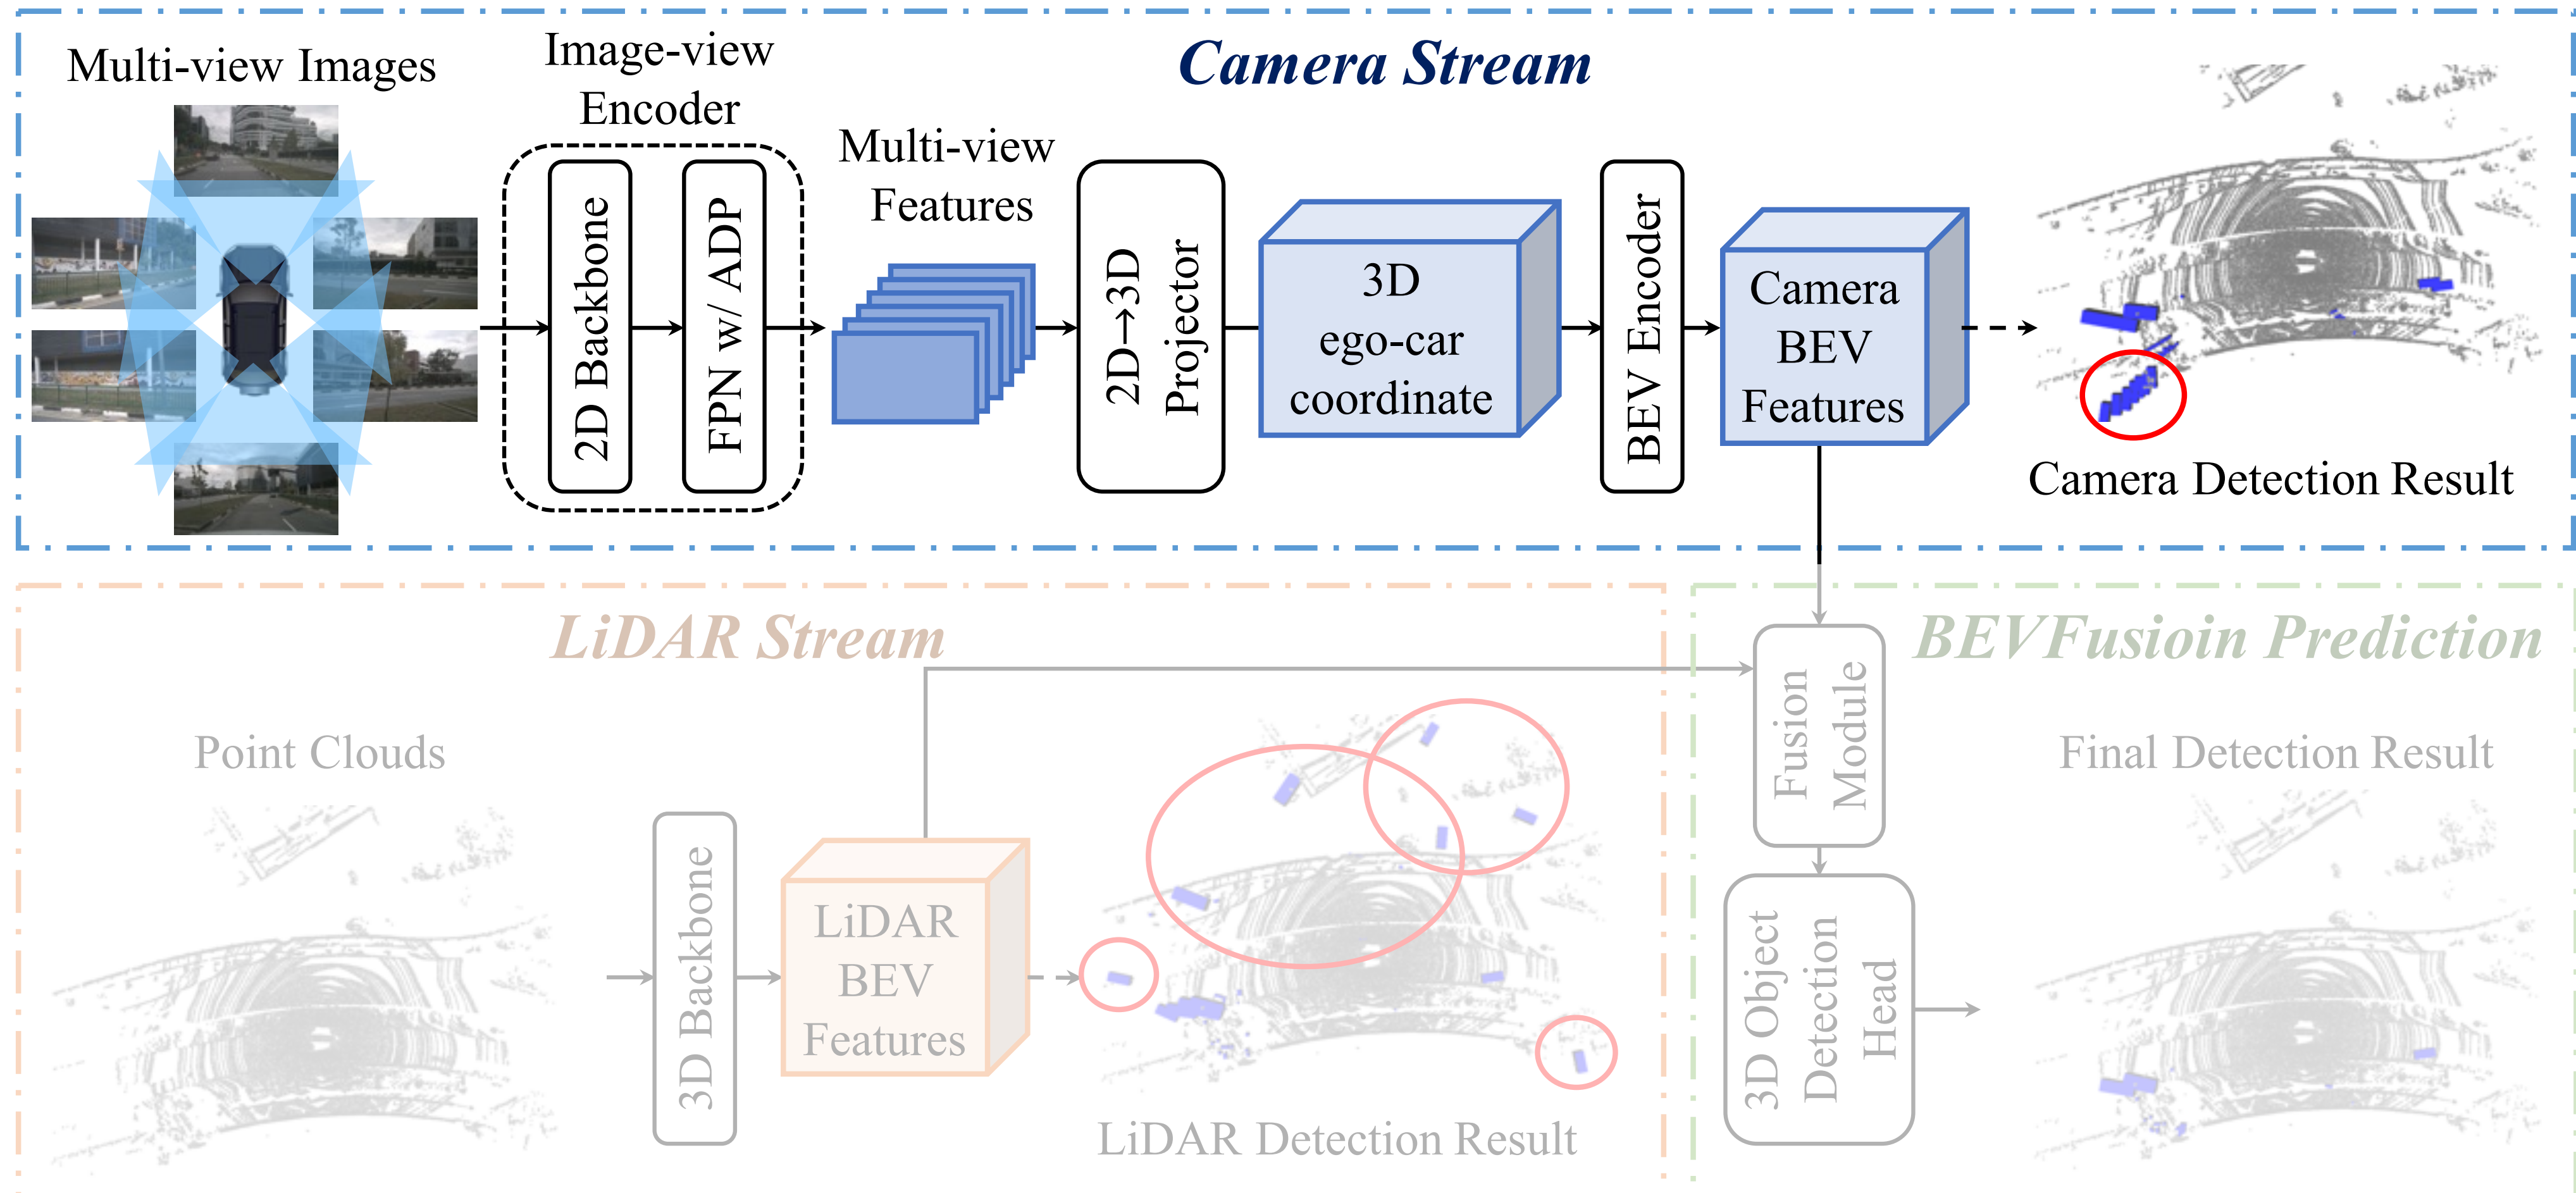 Camera Stream
Multi-view Images
Image-view
Encoder
2D Backbone
FPN w/ ADP
Multi-view
Features
2D→3D
Projector
3D
ego-car
coordinate
BEV Encoder
Camera
BEV
Features
Camera Detection Result
LiDAR Stream
Point Clouds
3D Backbone
LiDAR
BEV
Features
LiDAR Detection Result
BEVFusioin Prediction
Fusion
Module
3D Object
Detection
Head
Final Detection Result